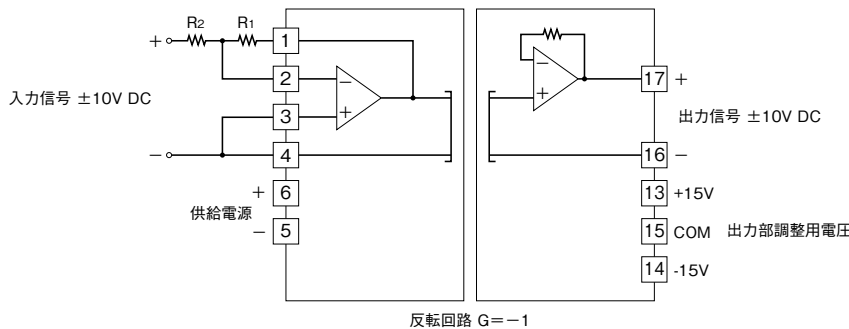 R2 R1
+ 1
2 − − 17 +
入力信号 ±10V DC
3 + + 出力信号 ±10V DC
− 4 16 −
+ 6 13 +15V
供給電源
− 5 15 COM 出力部調整用電圧
14 -15V
反転回路 G=−1